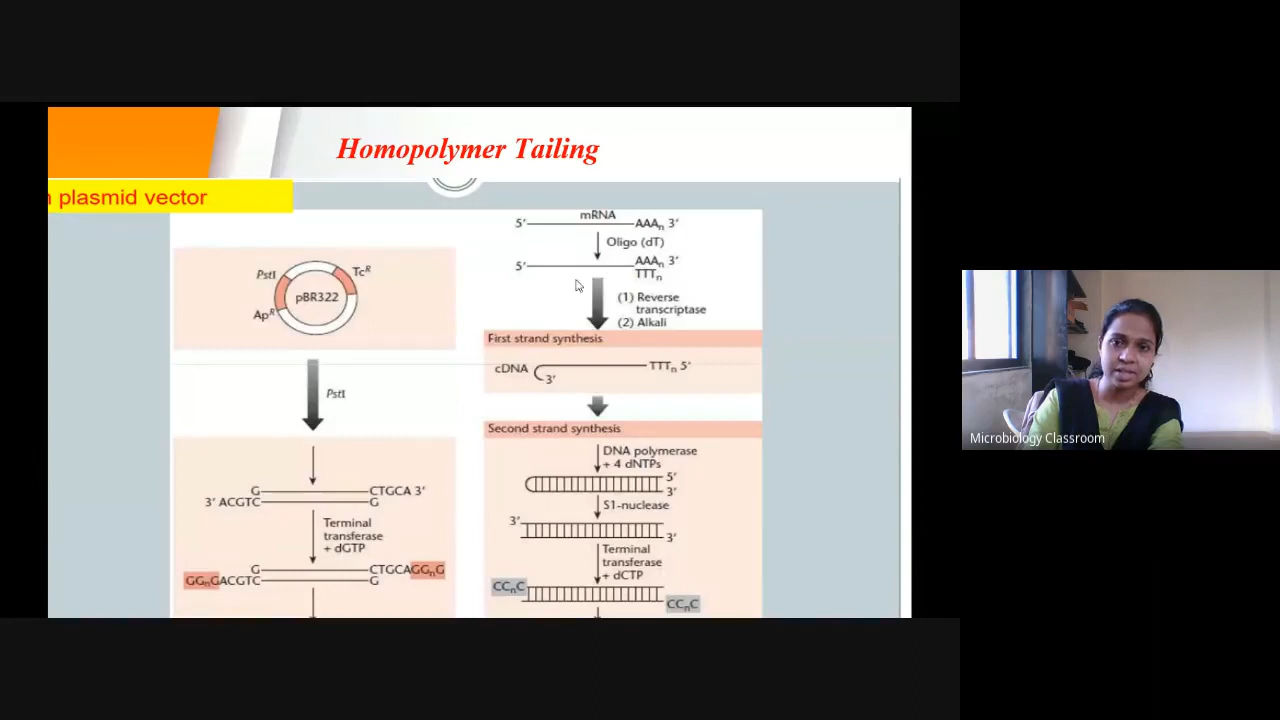 Homopolymer Tailing
plasmid vector
PstI
TcR
pBR322
ApR
PstI
G CTGCA 3'
3' ACGTC G
Terminal
transferase
+ dGTP
G CTGCAGGnG
GGnGACGTC G
mRNA
5' AAAn 3'
Oligo (dT)
5' AAAn 3'
TTTn
(1) Reverse
transcriptase
(2) Alkali
First strand synthesis
cDNA TTTn 5'
3'
Second strand synthesis
DNA polymerase
+ 4 dNTPs
5'
3'
S1-nuclease
3'
3'
Terminal
transferase
+ dCTP
CCnC
CCnC
Microbiology Classroom